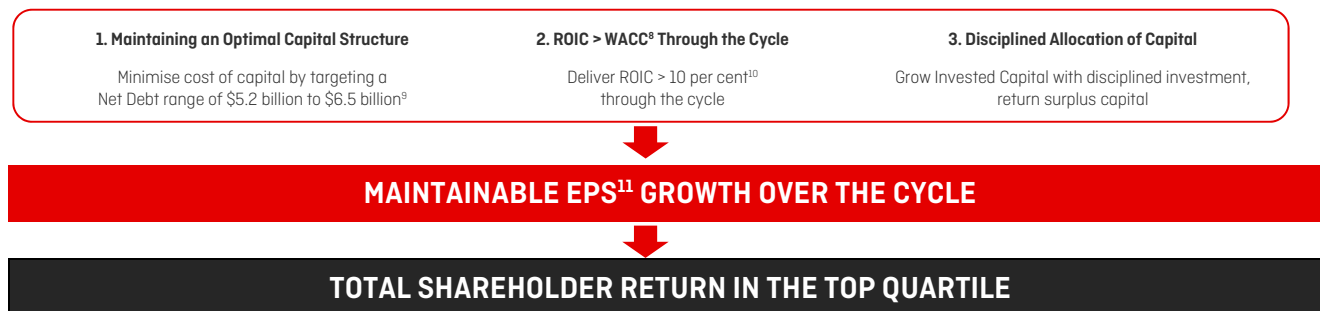 1. Maintaining an Optimal Capital Structure
Minimise cost of capital by targeting a
Net Debt range of $5.2 billion to $6.5 billion⁹
2. ROIC > WACC⁸ Through the Cycle
Deliver ROIC > 10 per cent¹⁰
through the cycle
3. Disciplined Allocation of Capital
Grow Invested Capital with disciplined investment,
return surplus capital
MAINTAINABLE EPS¹¹ GROWTH OVER THE CYCLE
TOTAL SHAREHOLDER RETURN IN THE TOP QUARTILE